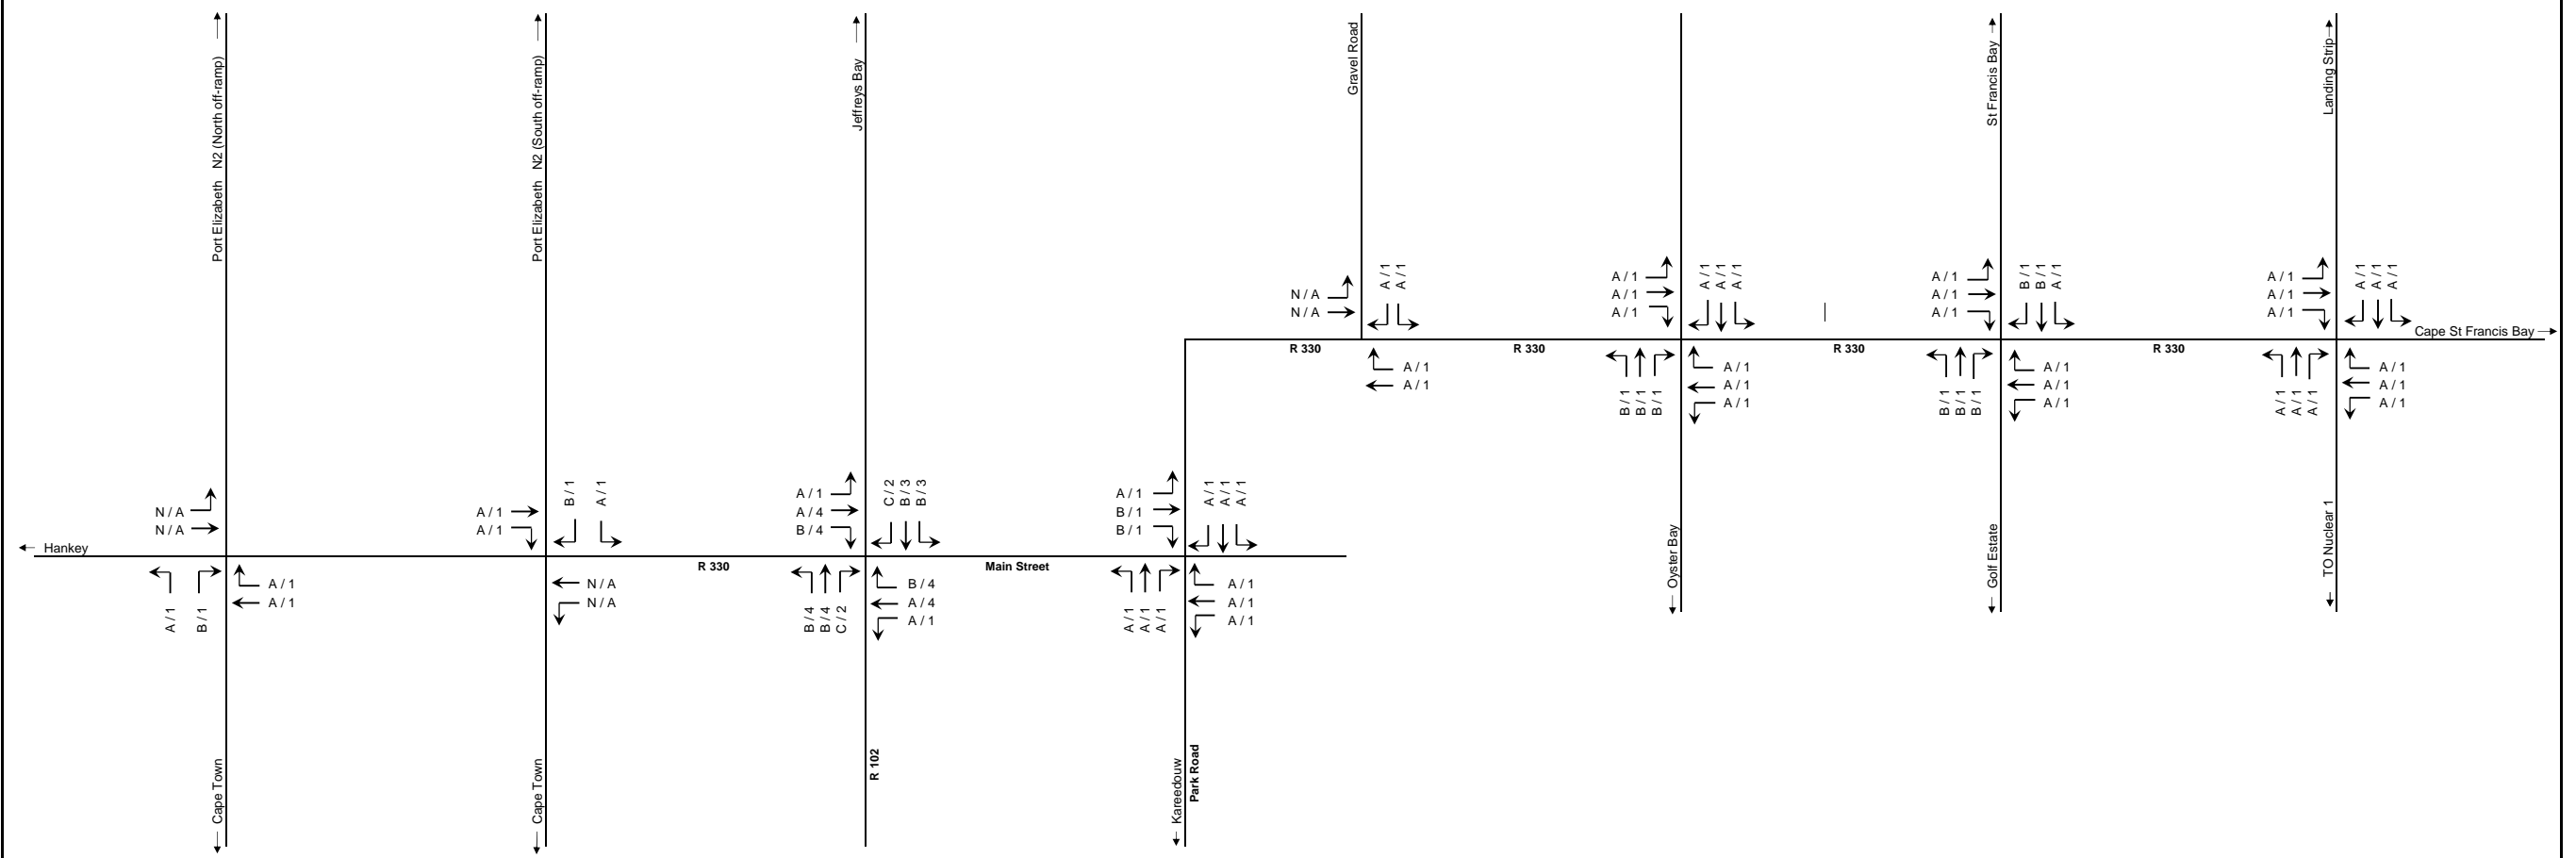 Port Elizabeth N2 (North off-ramp)
Port Elizabeth N2 (South off-ramp)
Jeffreys Bay
Gravel Road
St Francis Bay
Landing Strip
N / A
N / A
A / 1
A / 1
A / 1
A / 1
A / 1
A / 1
A / 1
A / 1
A / 1
A / 1
A / 1
A / 1
A / 1
B / 1
B / 1
A / 1
A / 1
A / 1
A / 1
A / 1
A / 1
A / 1
Cape St Francis Bay
R 330
R 330
R 330
R 330
A / 1
A / 1
B / 1
B / 1
B / 1
A / 1
A / 1
A / 1
B / 1
B / 1
B / 1
A / 1
A / 1
A / 1
A / 1
A / 1
A / 1
A / 1
A / 1
A / 1
N / A
N / A
A / 1
A / 1
B / 1
A / 1
A / 1
A / 4
B / 4
C / 2
B / 3
B / 3
A / 1
B / 1
B / 1
A / 1
A / 1
A / 1
Hankey
R 330
Main Street
A / 1
B / 1
A / 1
A / 1
N / A
N / A
B / 4
B / 4
C / 2
B / 4
A / 4
A / 1
A / 1
A / 1
A / 1
A / 1
A / 1
A / 1
Oyster Bay
Golf Estate
TO Nuclear 1
Cape Town
Cape Town
R 102
Kareedouw
Park Road